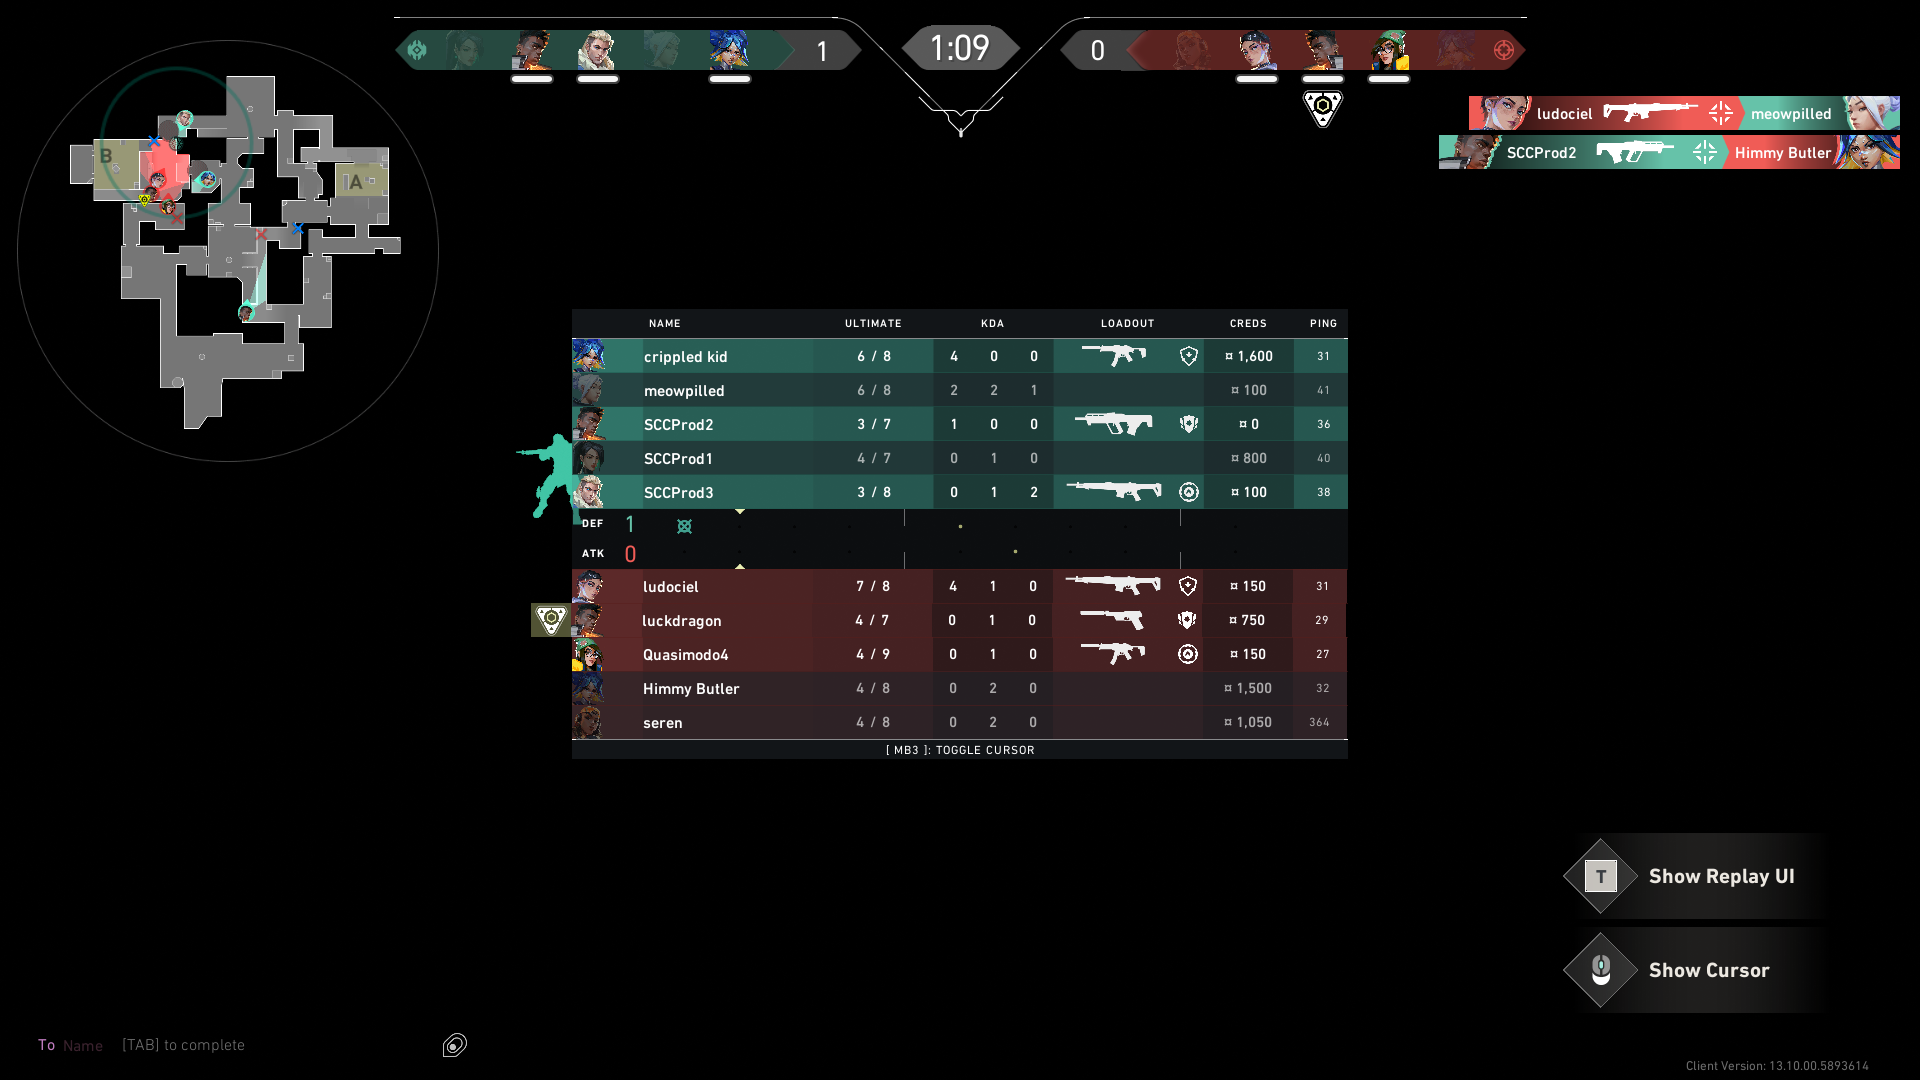 1 1:09 0
ludociel meowpilled
SCCProd2 Himmy Butler
B
A
NAME ULTIMATE KDA LOADOUT CREDS PING
crippled kid 6 / 8 4 0 0 ¤ 1,600 31
meowpilled 6 / 8 2 2 1 ¤ 100 41
SCCProd2 3 / 7 1 0 0 ¤ 0 36
SCCProd1 4 / 7 0 1 0 ¤ 800 40
SCCProd3 3 / 8 0 1 2 ¤ 100 38
DEF 1
ATK 0
ludociel 7 / 8 4 1 0 ¤ 150 31
luckdragon 4 / 7 0 1 0 ¤ 750 29
Quasimodo4 4 / 9 0 1 0 ¤ 150 27
Himmy Butler 4 / 8 0 2 0 ¤ 1,500 32
seren 4 / 8 0 2 0 ¤ 1,050 364
[ MB3 ]: TOGGLE CURSOR
T Show Replay UI
Show Cursor
To Name [TAB] to complete
Client Version: 13.10.00.5893614